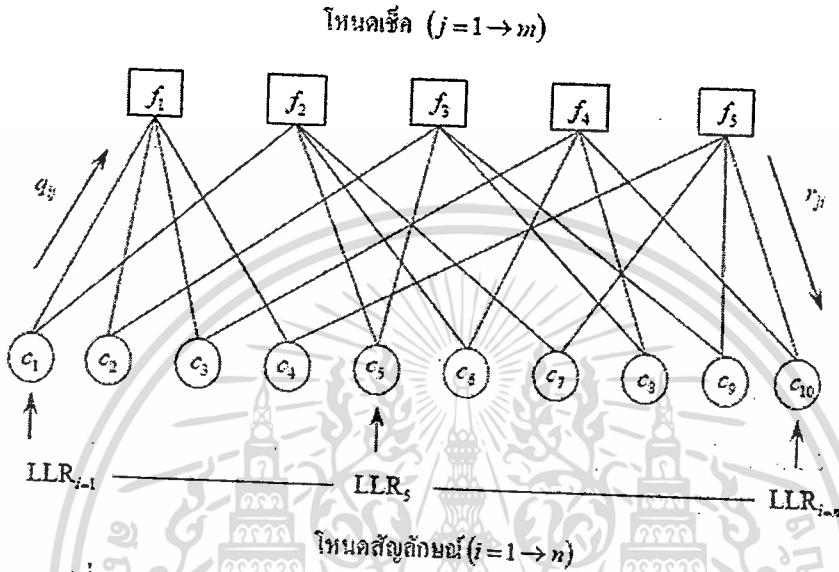 โหนดเช็ค (j=1→m)
f₁ f₂ f₃ f₄ f₅
qᵢⱼ rⱼᵢ
c₁ c₂ c₃ c₄ c₅ c₆ c₇ c₈ c₉ c₁₀
LLRᵢ₌₁ LLR₅ LLRᵢ₌ₙ
โหนดสัญลักษณ์ (i=1→n)